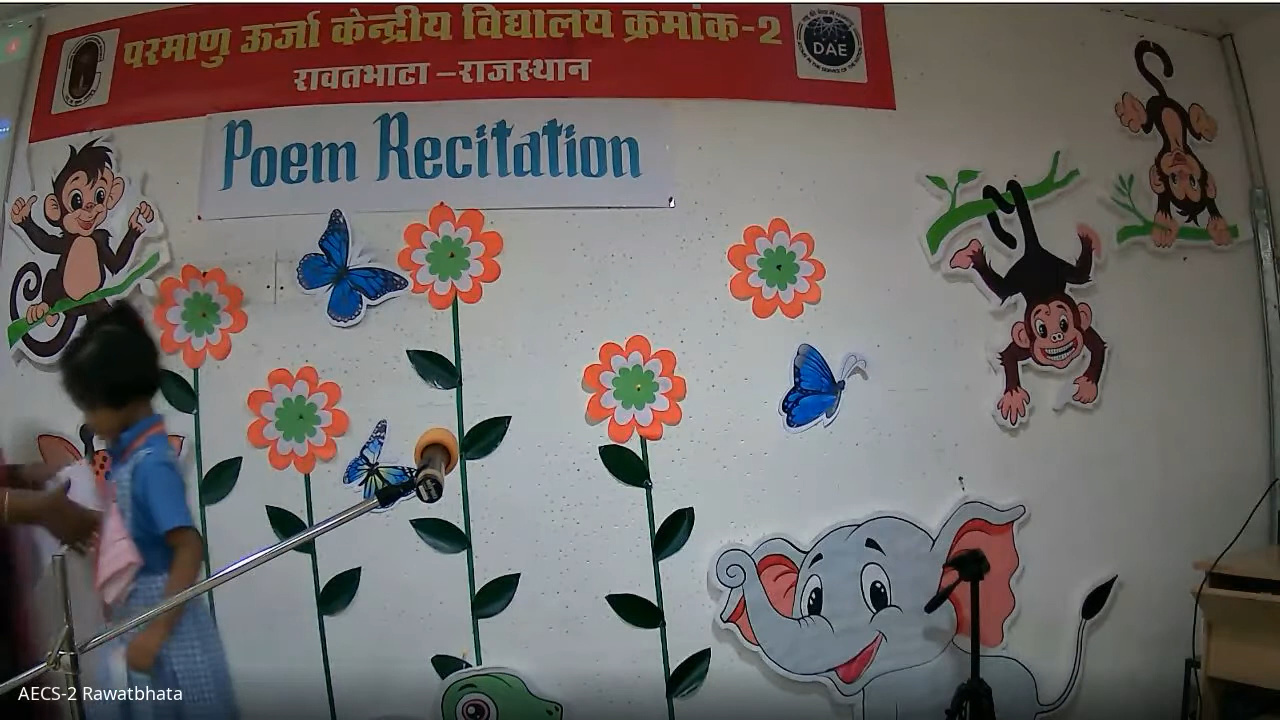 परमाणु ऊर्जा केन्द्रीय विद्यालय क्रमांक-2
DAE
रावतभाटा –राजस्थान
Poem Recitation
AECS-2 Rawatbhata